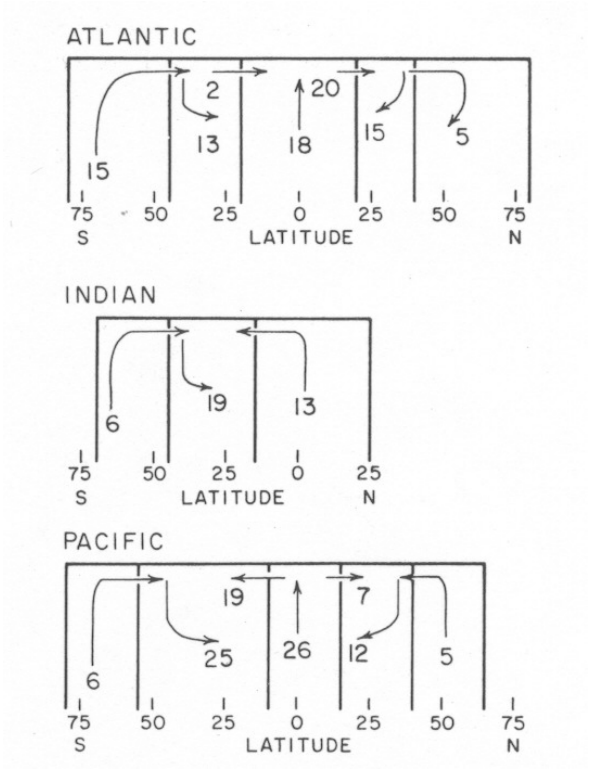 ATLANTIC
2 20
13 18 15 5
15
75 50 25 0 25 50 75
S LATITUDE N
INDIAN
19 13
6
75 50 25 0 25
S LATITUDE N
PACIFIC
19 7
25 26 12 5
6
75 50 25 0 25 50 75
S LATITUDE N